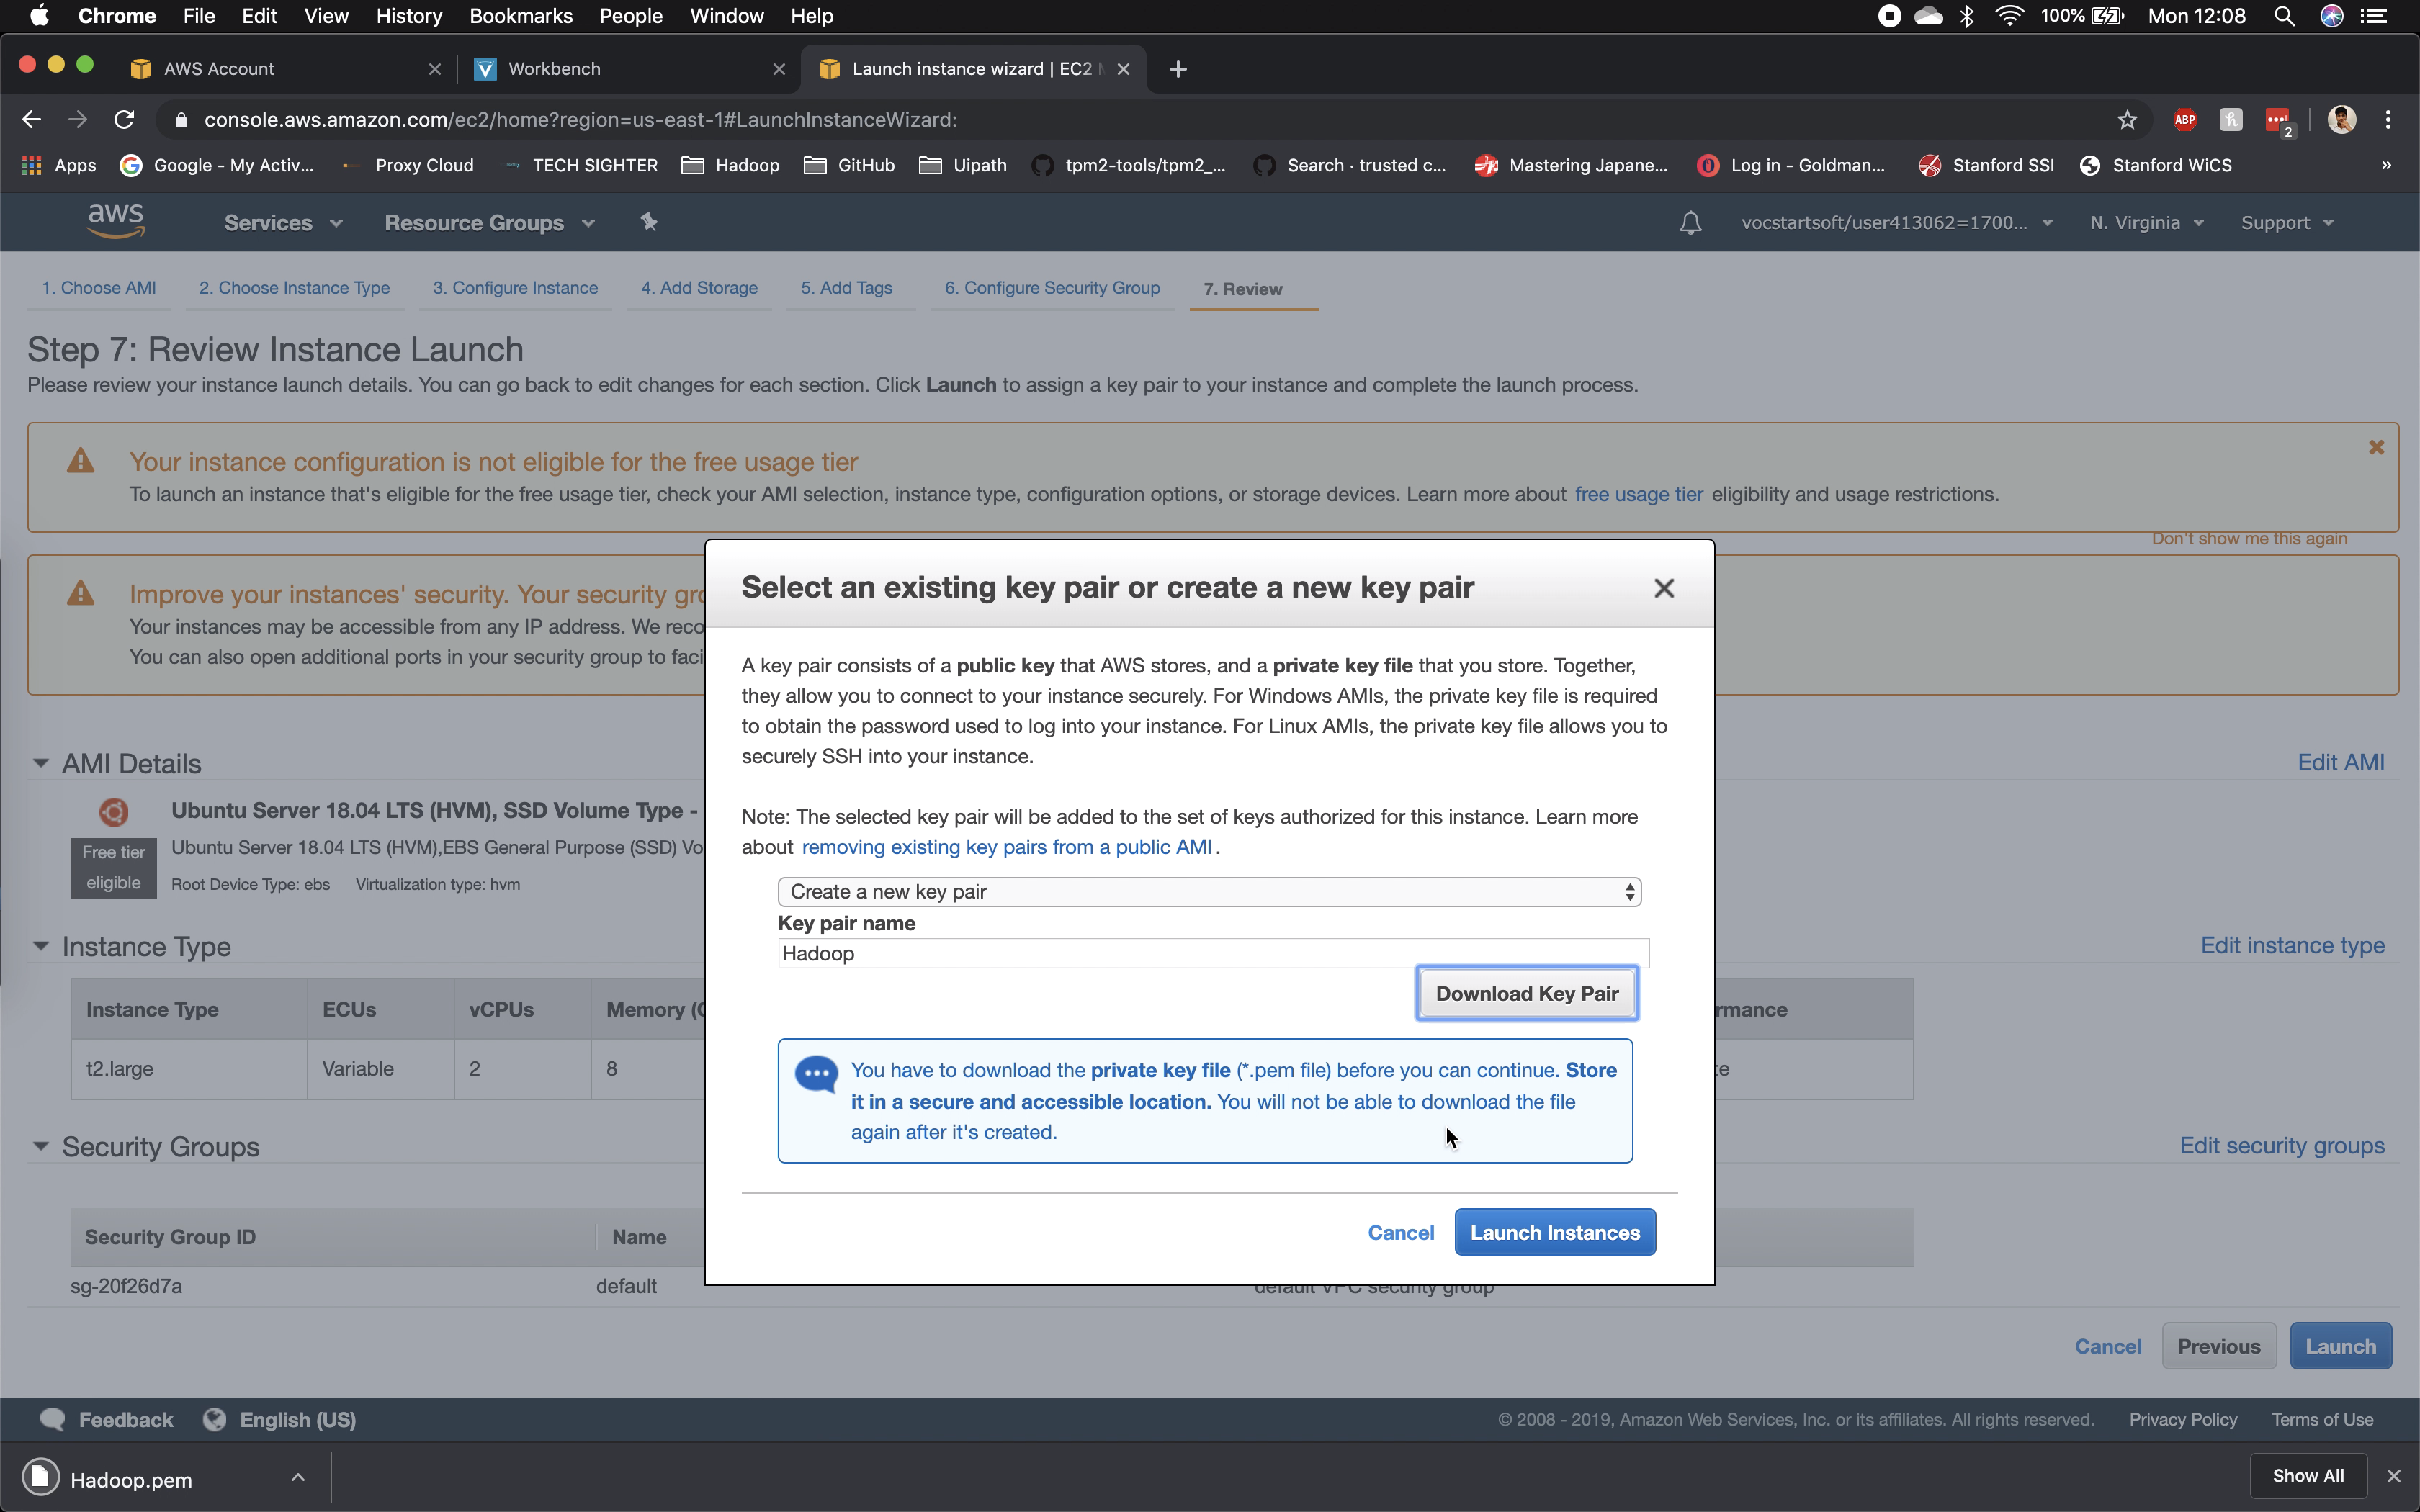 Chrome File Edit View History Bookmarks People Window Help 100% Mon 12:08
AWS Account Workbench Launch instance wizard | EC2
console.aws.amazon.com/ec2/home?region=us-east-1#LaunchInstanceWizard:
ABP 2
Apps Google - My Activ... Proxy Cloud TECH SIGHTER Hadoop GitHub Uipath tpm2-tools/tpm2_... Search · trusted c... Mastering Japane... Log in - Goldman... Stanford SSI Stanford WiCS »
aws Services Resource Groups vocstartsoft/user413062=1700... N. Virginia Support
1. Choose AMI 2. Choose Instance Type 3. Configure Instance 4. Add Storage 5. Add Tags 6. Configure Security Group 7. Review
Step 7: Review Instance Launch
Please review your instance launch details. You can go back to edit changes for each section. Click Launch to assign a key pair to your instance and complete the launch process.
Your instance configuration is not eligible for the free usage tier
To launch an instance that's eligible for the free usage tier, check your AMI selection, instance type, configuration options, or storage devices. Learn more about free usage tier eligibility and usage restrictions.
Don't show me this again
Improve your instances' security. Your security
Your instances may be accessible from any IP address. We
You can also open additional ports in your security group to
Select an existing key pair or create a new key pair
A key pair consists of a public key that AWS stores, and a private key file that you store. Together,
they allow you to connect to your instance securely. For Windows AMIs, the private key file is required
to obtain the password used to log into your instance. For Linux AMIs, the private key file allows you to
securely SSH into your instance.
Note: The selected key pair will be added to the set of keys authorized for this instance. Learn more
about removing existing key pairs from a public AMI.
Create a new key pair
Key pair name
Hadoop
Download Key Pair
You have to download the private key file (*.pem file) before you can continue. Store
it in a secure and accessible location. You will not be able to download the file
again after it's created.
Cancel Launch Instances
AMI Details Edit AMI
Ubuntu Server 18.04 LTS (HVM), SSD Volume Type -
Free tier eligible
Ubuntu Server 18.04 LTS (HVM),EBS General Purpose (SSD)
Root Device Type: ebs Virtualization type: hvm
Instance Type Edit instance type
Instance Type ECUs vCPUs Memory
t2.large Variable 2 8
Security Groups Edit security groups
Security Group ID Name
sg-20f26d7a default default VPC security group
Cancel Previous Launch
Feedback English (US) © 2008 - 2019, Amazon Web Services, Inc. or its affiliates. All rights reserved. Privacy Policy Terms of Use
Hadoop.pem Show All